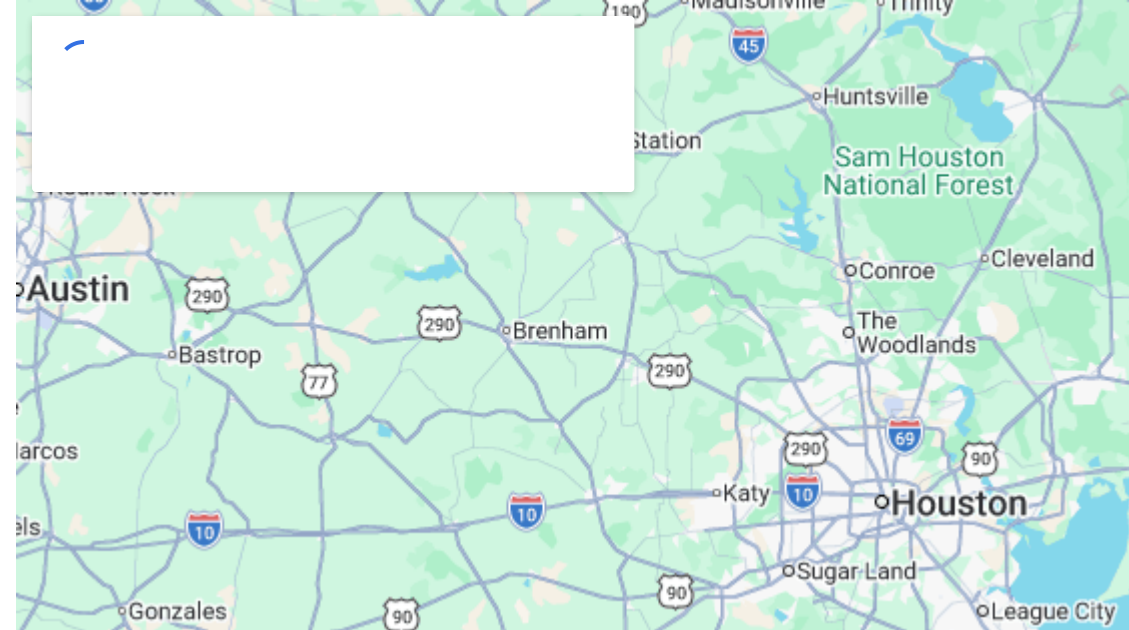 190
Madisonville
Trinity
45
Huntsville
Station
Sam Houston
National Forest
Round Rock
Cleveland
Conroe
Austin
290
290
The
Woodlands
Brenham
Bastrop
290
77
69
290
90
arcos
Katy
10
Houston
10
10
els
Sugar Land
90
Gonzales
90
League City